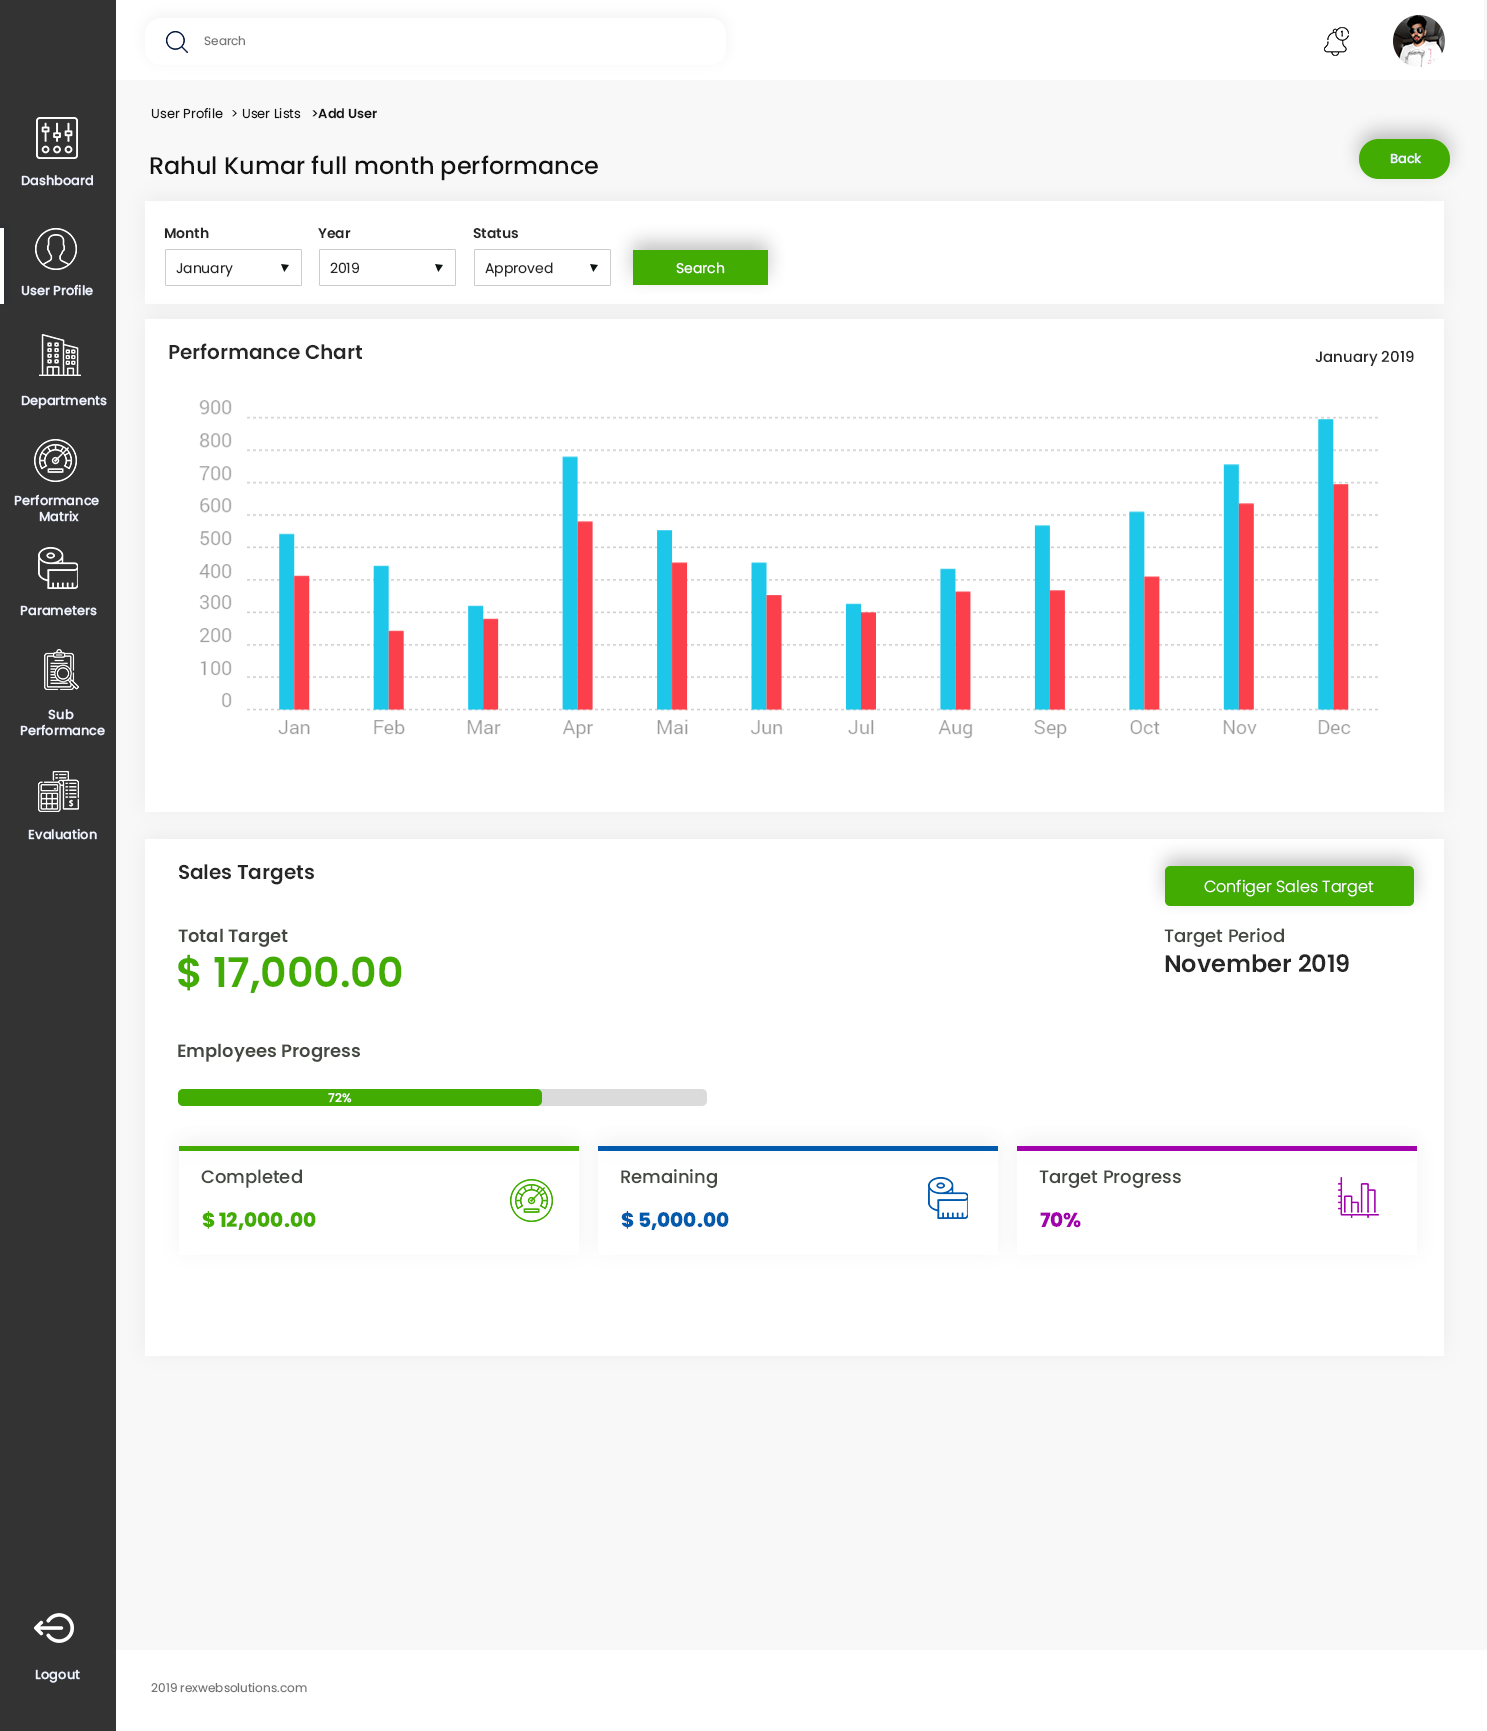 Search
1
User Profile > User Lists >Add User
Rahul Kumar full month performance
Back
Dashboard
User Profile
Departments
Performance
Matrix
Parameters
Sub
Performance
Evaluation
Logout
Month Year Status
January ▼ 2019 ▼ Approved ▼ Search
Performance Chart
January 2019
900
800
700
600
500
400
300
200
100
0
Jan Feb Mar Apr Mai Jun Jul Aug Sep Oct Nov Dec
Sales Targets
Configer Sales Target
Total Target
$ 17,000.00
Target Period
November 2019
Employees Progress
72%
Completed
$ 12,000.00
Remaining
$ 5,000.00
Target Progress
70%
2019 rexwebsolutions.com